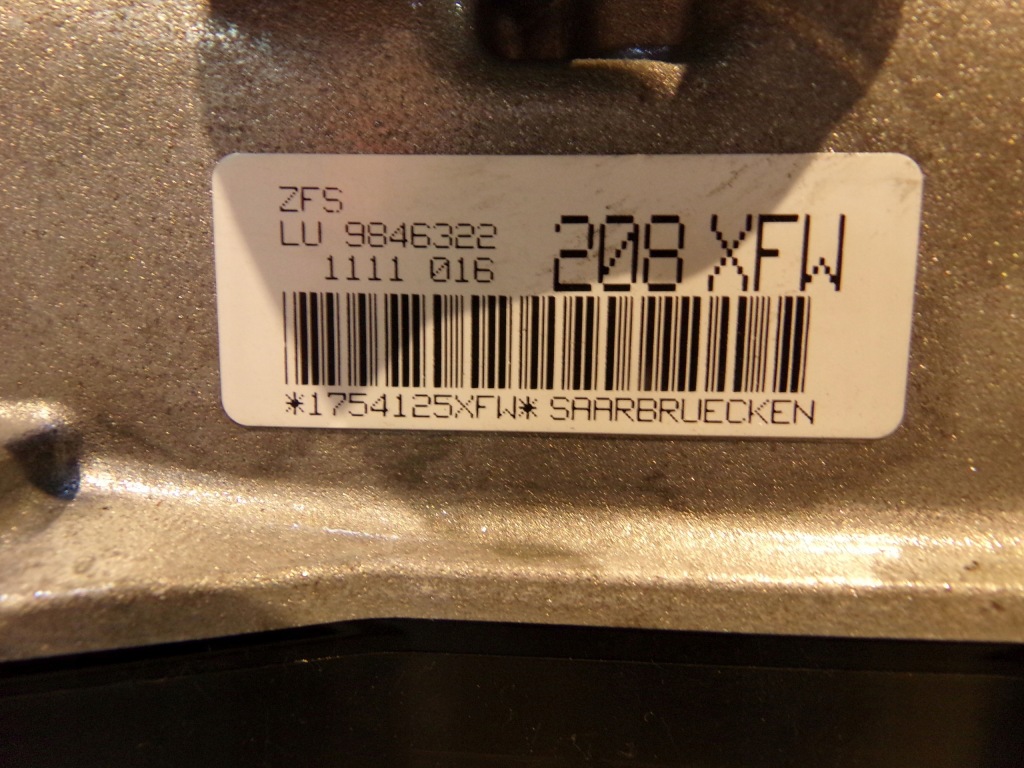 ZFS
LU 9846322
1111 016
208 XFW
*1754125XFW* SAARBRUECKEN